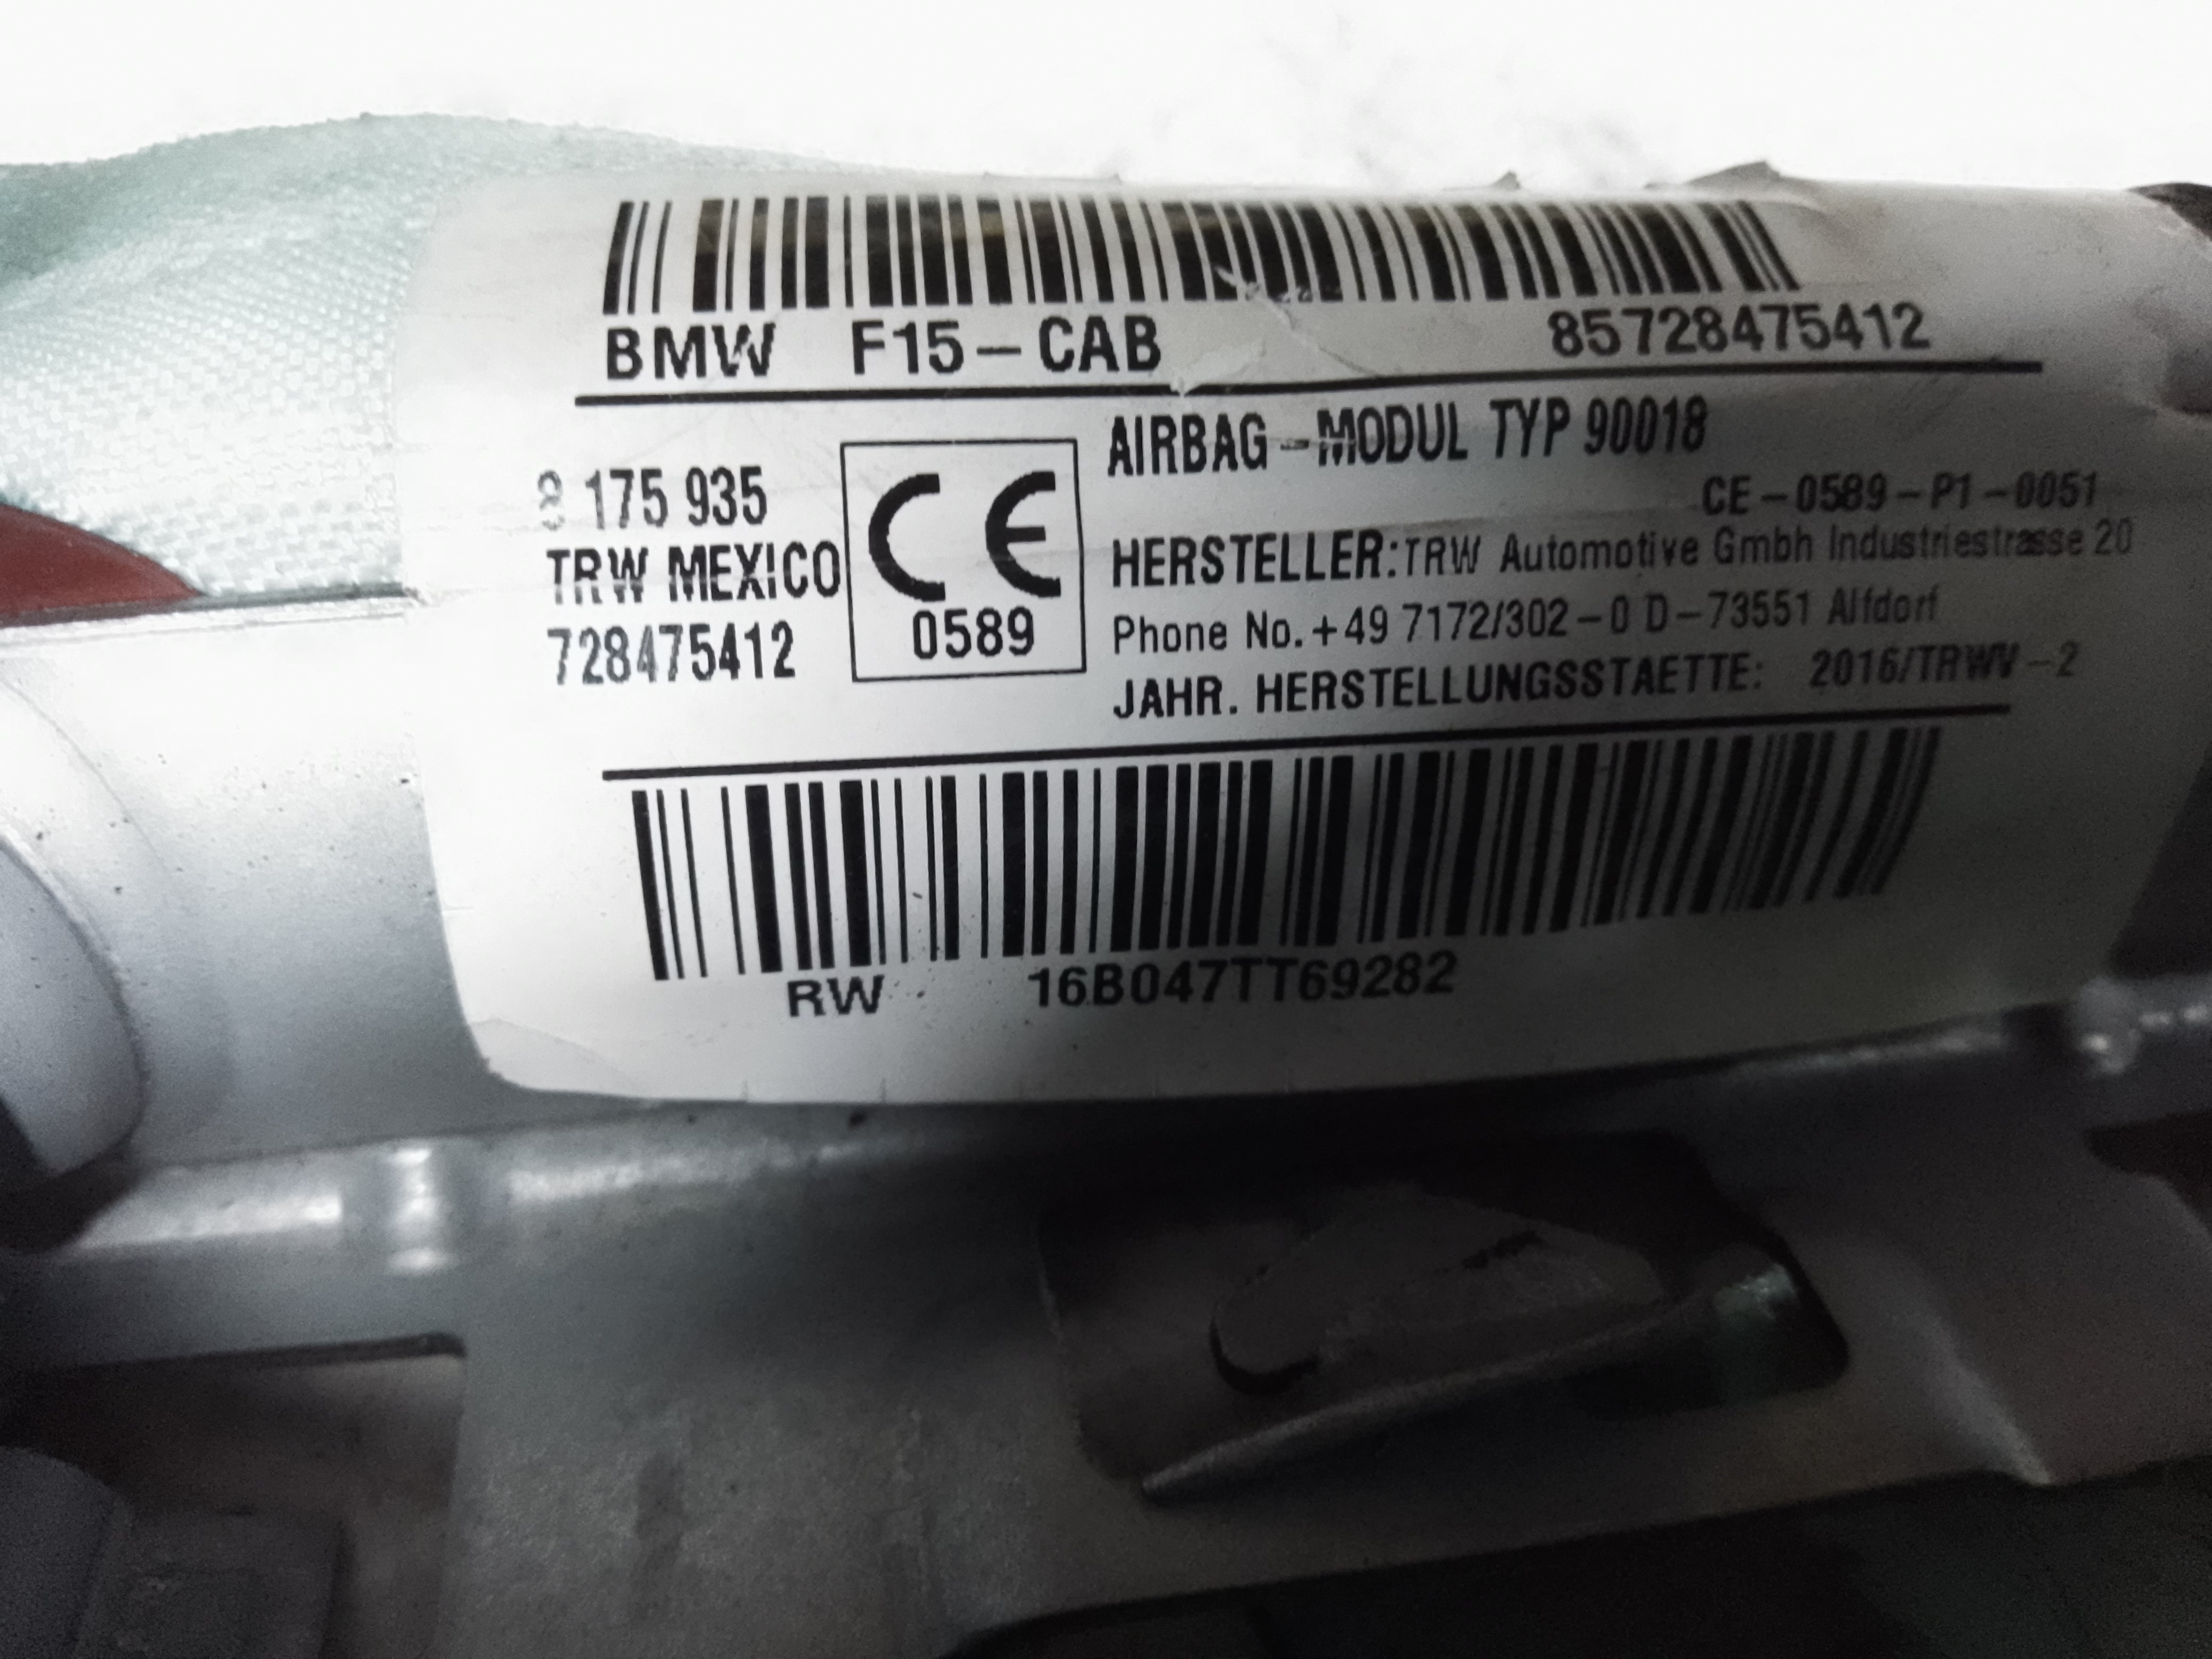 BMW F15-CAB 85728475412
8 175 935
TRW MEXICO
728475412
CE
0589
AIRBAG-MODUL TYP 90018
CE-0589-P1-0051
HERSTELLER:TRW Automotive Gmbh Industriestrasse 20
Phone No.+49 7172/302-0 D-73551 Alfdorf
JAHR. HERSTELLUNGSSTAETTE: 2016/TRWV-2
RW 16B047TT69282